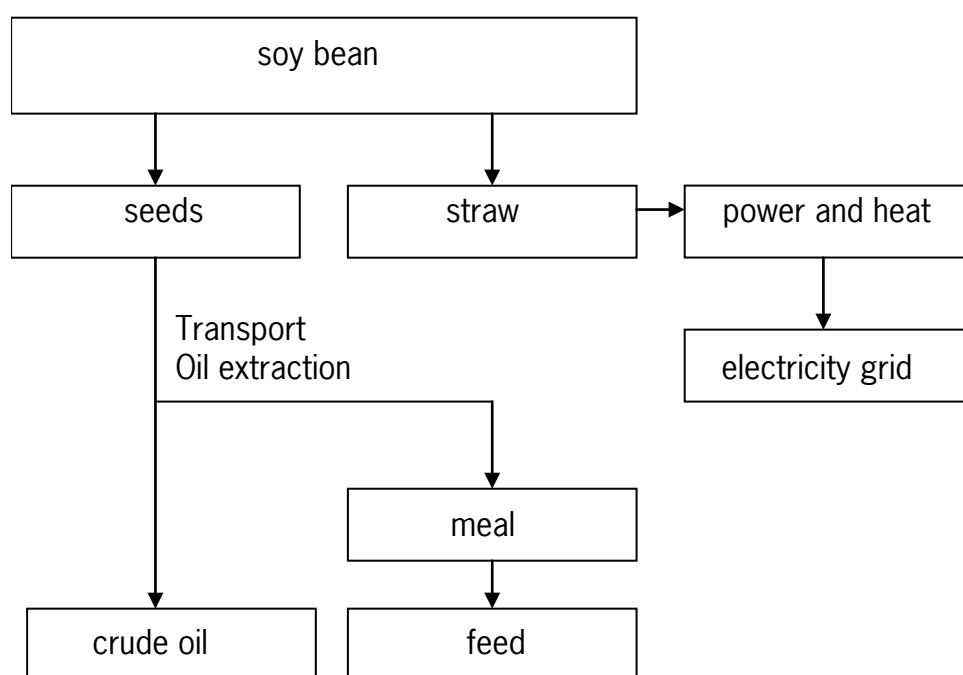 soy bean
seeds
straw
power and heat
Transport
Oil extraction
electricity grid
meal
crude oil
feed